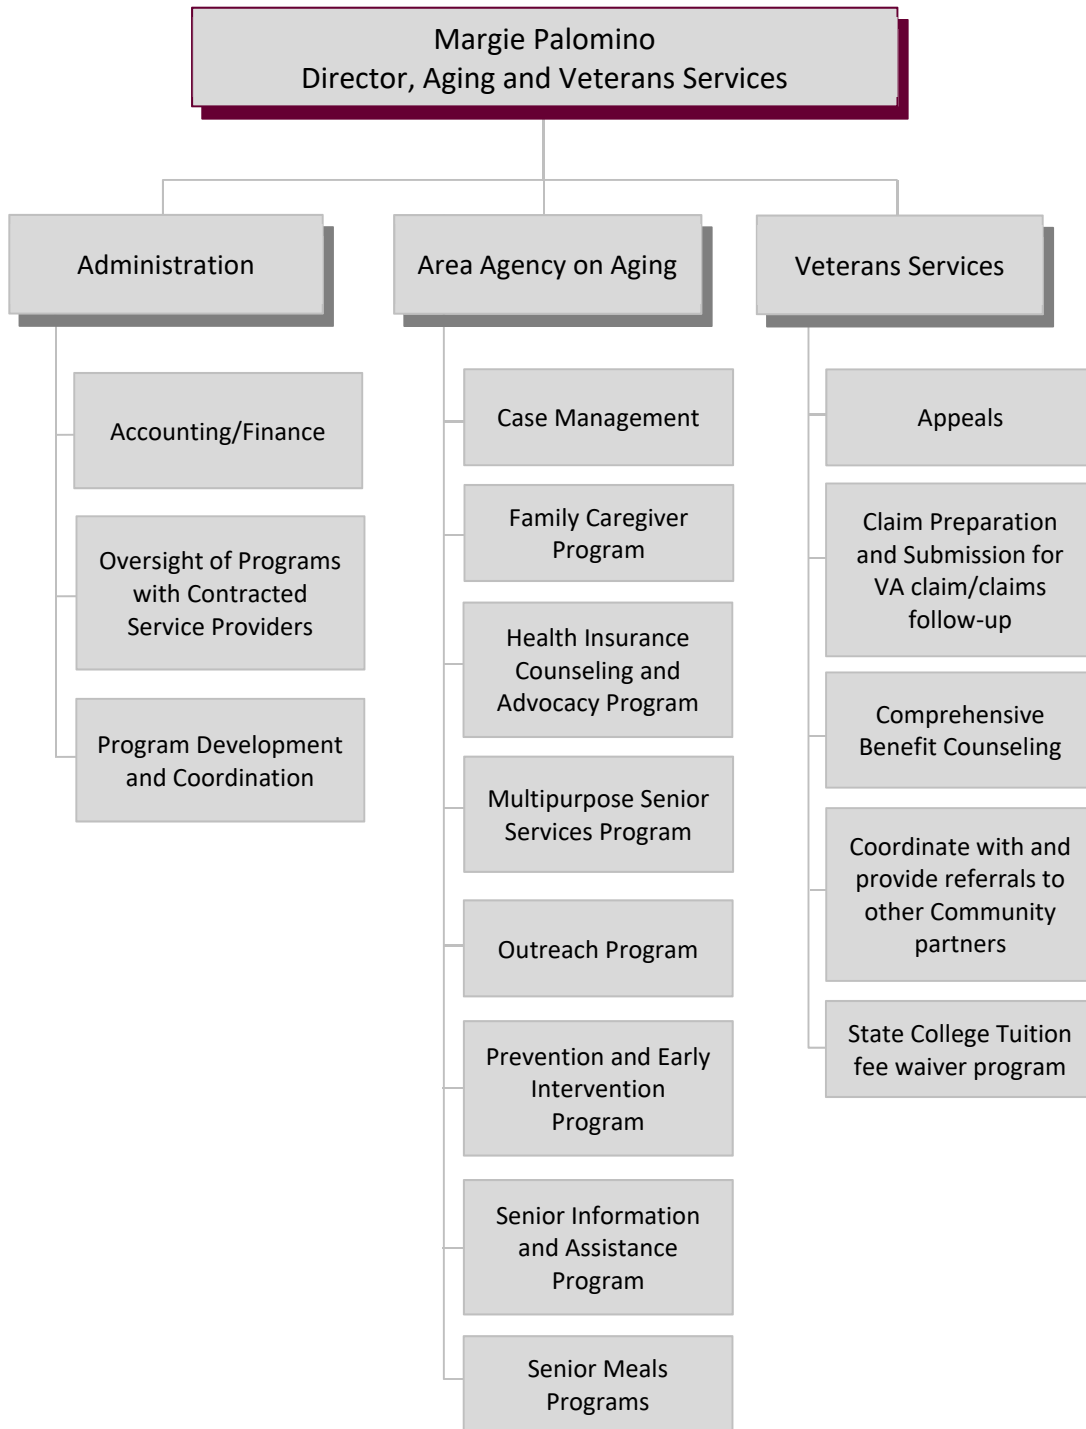 Margie Palomino
Director, Aging and Veterans Services
Administration
Area Agency on Aging
Veterans Services
Accounting/Finance
Oversight of Programs
with Contracted
Service Providers
Program Development
and Coordination
Case Management
Family Caregiver
Program
Health Insurance
Counseling and
Advocacy Program
Multipurpose Senior
Services Program
Outreach Program
Prevention and Early
Intervention
Program
Senior Information
and Assistance
Program
Senior Meals
Programs
Appeals
Claim Preparation
and Submission for
VA claim/claims
follow-up
Comprehensive
Benefit Counseling
Coordinate with and
provide referrals to
other Community
partners
State College Tuition
fee waiver program